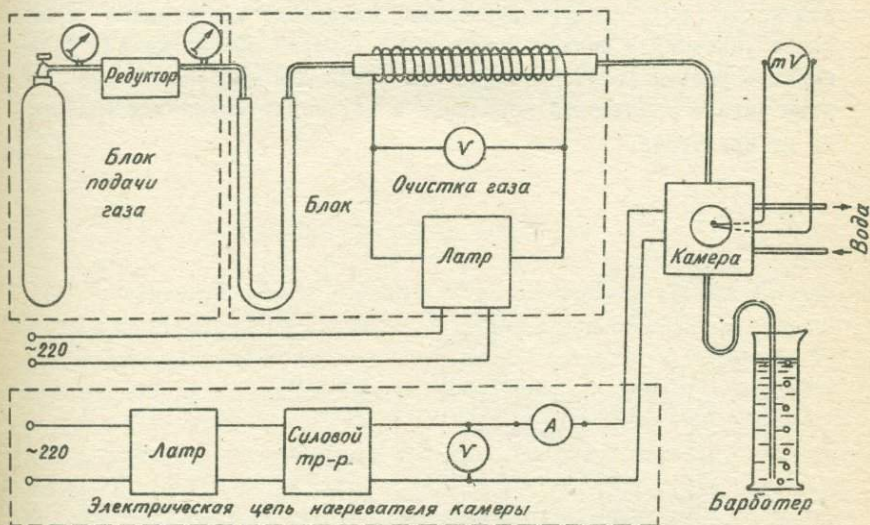 Редуктор
Блок
подачи
газа
Блок
V
Очистка газа
Латр
mV
Камера
Вода
~220
~220
Латр
Силовой
тр-р.
V
A
Электрическая цепь нагревателя камеры
Барботер